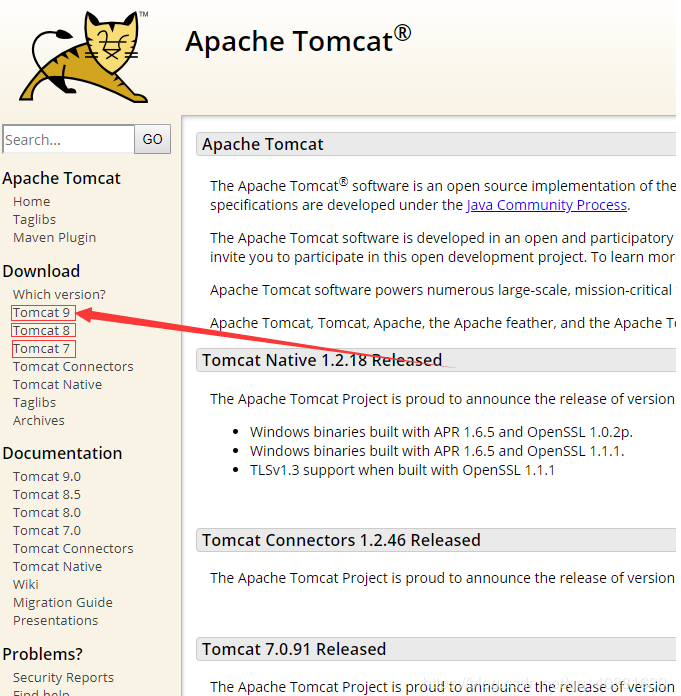 TM
Apache Tomcat®
Search...
GO
Apache Tomcat
Home
Taglibs
Maven Plugin
Download
Which version?
Tomcat 9
Tomcat 8
Tomcat 7
Tomcat Connectors
Tomcat Native
Taglibs
Archives
Documentation
Tomcat 9.0
Tomcat 8.5
Tomcat 8.0
Tomcat 7.0
Tomcat Connectors
Tomcat Native
Wiki
Migration Guide
Presentations
Problems?
Security Reports
Find help
Apache Tomcat
The Apache Tomcat® software is an open source implementation of the
specifications are developed under the Java Community Process.
The Apache Tomcat software is developed in an open and participatory
invite you to participate in this open development project. To learn mor
Apache Tomcat software powers numerous large-scale, mission-critical
Apache Tomcat, Tomcat, Apache, the Apache feather, and the Apache To
Tomcat Native 1.2.18 Released
The Apache Tomcat Project is proud to announce the release of version
• Windows binaries built with APR 1.6.5 and OpenSSL 1.0.2p.
• Windows binaries built with APR 1.6.5 and OpenSSL 1.1.1.
• TLSv1.3 support when built with OpenSSL 1.1.1
Tomcat Connectors 1.2.46 Released
The Apache Tomcat Project is proud to announce the release of version
Tomcat 7.0.91 Released
The Apache Tomcat Project is proud to announce the release of version